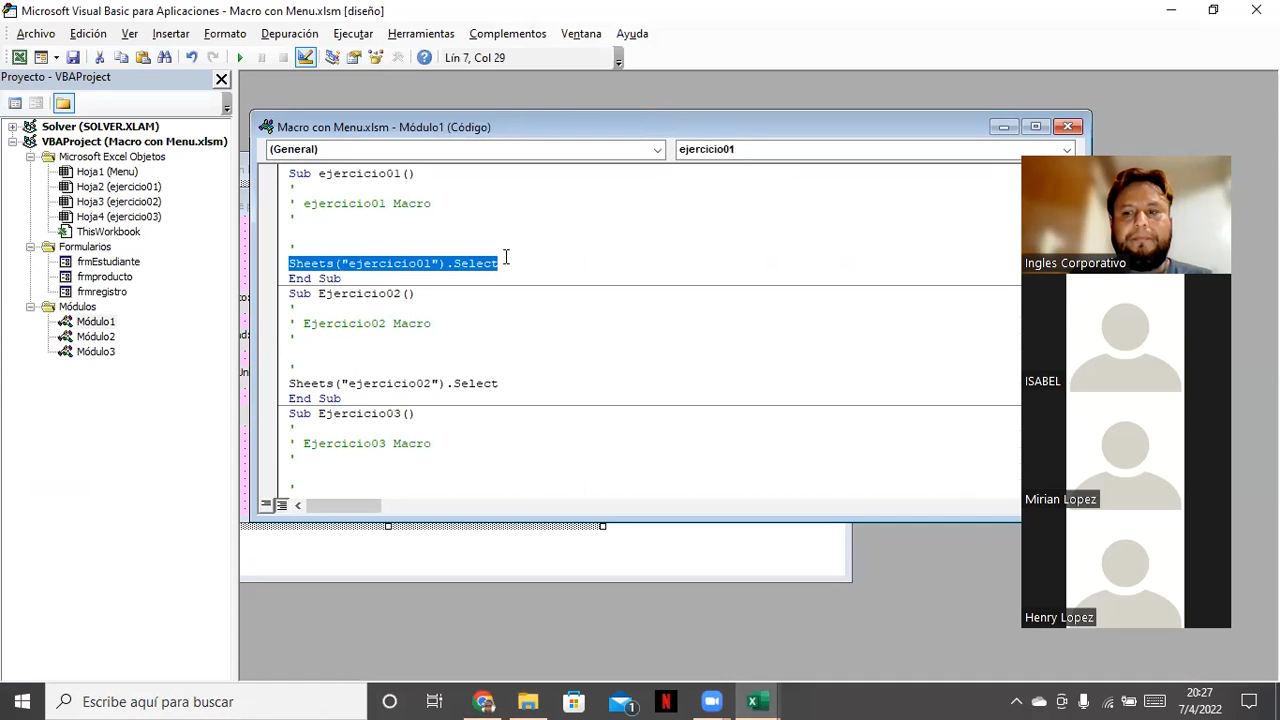 Microsoft Visual Basic para Aplicaciones - Macro con Menu.xlsm [diseño]
Archivo Edición Ver Insertar Formato Depuración Ejecutar Herramientas Complementos Ventana Ayuda
Lín 7, Col 29
Proyecto - VBAProject
Solver (SOLVER.XLAM)
VBAProject (Macro con Menu.xlsm)
Microsoft Excel Objetos
Hoja1 (Menu)
Hoja2 (ejercicio01)
Hoja3 (ejercicio02)
Hoja4 (ejercicio03)
ThisWorkbook
Formularios
frmEstudiante
frmproducto
frmregistro
Módulos
Módulo1
Módulo2
Módulo3
Macro con Menu.xlsm - Módulo1 (Código)
(General) ejercicio01
Sub ejercicio01()
'
' ejercicio01 Macro
'
'
Sheets("ejercicio01").Select
End Sub
Sub Ejercicio02()
'
' Ejercicio02 Macro
'
'
Sheets("ejercicio02").Select
End Sub
Sub Ejercicio03()
'
' Ejercicio03 Macro
'
'
Ingles Corporativo
ISABEL
Mirian Lopez
Henry Lopez
Escribe aquí para buscar
1
N
20:27
7/4/2022